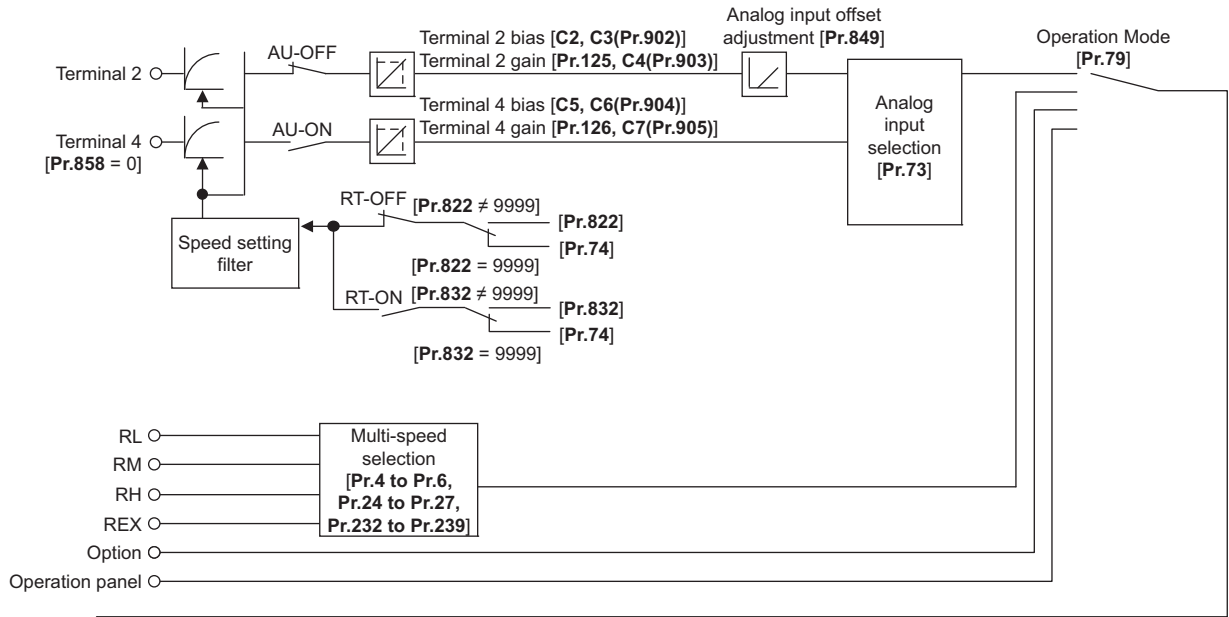 Analog input offset
adjustment [Pr.849]
Operation Mode
[Pr.79]
Terminal 2
AU-OFF
Terminal 2 bias [C2, C3(Pr.902)]
Terminal 2 gain [Pr.125, C4(Pr.903)]
Terminal 4
[Pr.858 = 0]
AU-ON
Terminal 4 bias [C5, C6(Pr.904)]
Terminal 4 gain [Pr.126, C7(Pr.905)]
Analog
input
selection
[Pr.73]
Speed setting
filter
RT-OFF
[Pr.822 ≠ 9999]
[Pr.822]
[Pr.74]
[Pr.822 = 9999]
RT-ON
[Pr.832 ≠ 9999]
[Pr.832]
[Pr.74]
[Pr.832 = 9999]
RL
RM
RH
REX
Multi-speed
selection
[Pr.4 to Pr.6,
Pr.24 to Pr.27,
Pr.232 to Pr.239]
Option
Operation panel